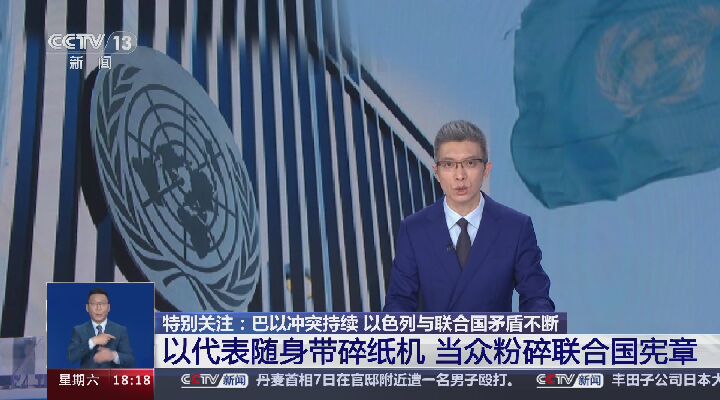 CCTV 13
新闻
特别关注：巴以冲突持续 以色列与联合国矛盾不断
以代表随身带碎纸机 当众粉碎联合国宪章
星期六 18:18 CCTV新闻 丹麦首相7日在官邸附近遭一名男子殴打。 CCTV新闻 丰田子公司日本大